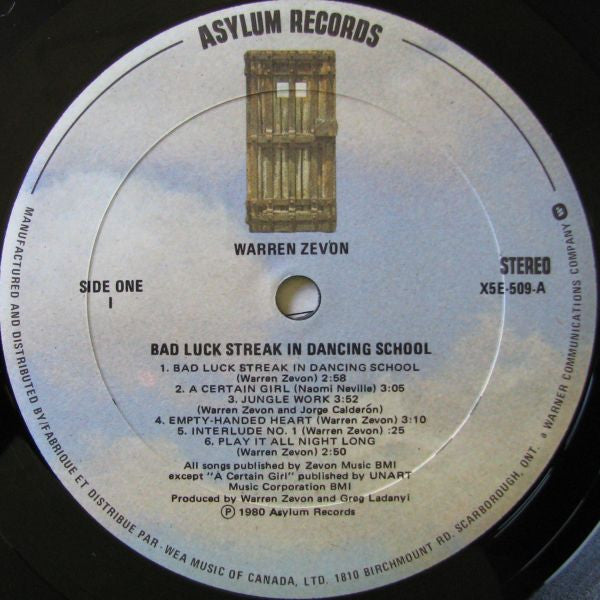 ASYLUM RECORDS
WARREN ZEVON
SIDE ONE
1
STEREO
X5E-509-A
BAD LUCK STREAK IN DANCING SCHOOL
1. BAD LUCK STREAK IN DANCING SCHOOL
(Warren Zevon) 2:58
2. A CERTAIN GIRL (Naomi Neville) 3:05
3. JUNGLE WORK 3:52
(Warren Zevon and Jorge Calderón)
4. EMPTY-HANDED HEART (Warren Zevon) 3:10
5. INTERLUDE NO. 1 (Warren Zevon) :25
6. PLAY IT ALL NIGHT LONG
(Warren Zevon) 2:50
All songs published by Zevon Music BMI
except "A Certain Girl" published by UNART
Music Corporation BMI
Produced by Warren Zevon and Greg Ladanyi
Ⓟ 1980 Asylum Records
MANUFACTURED AND DISTRIBUTED BY/FABRIQUE ET DISTRIBUE PAR - WEA MUSIC OF CANADA, LTD. 1810 BIRCHMOUNT RD. SCARBOROUGH, ONT. a WARNER COMMUNICATIONS COMPANY